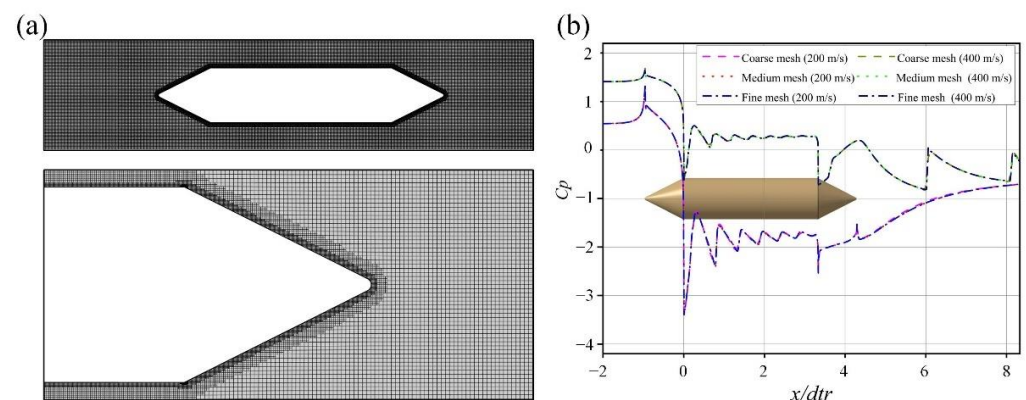 (a)
(b)
Coarse mesh (200 m/s)
Medium mesh (200 m/s)
Fine mesh (200 m/s)
Coarse mesh (400 m/s)
Medium mesh (400 m/s)
Fine mesh (400 m/s)
2
1
0
−1
−2
−3
−4
Cp
−2
0
2
4
6
8
x/dtr